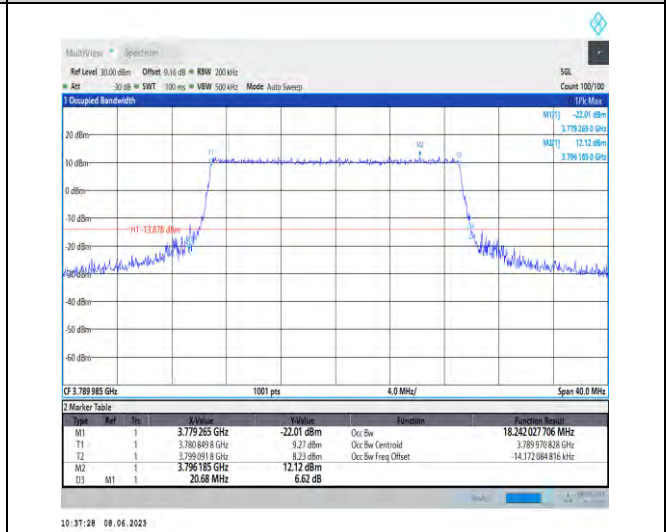 MultiView Spectrum
Ref Level 30.00 dBm Offset 9.16 dB RBW 200 kHz SGL
Att 30 dB SWT 100 ms VBW 500 kHz Mode Auto Sweep Count 100/100
1 Occupied Bandwidth 1Pk Max
M1[1] -22.01 dBm
3.779 265 0 GHz
M2[1] 12.12 dBm
3.796 185 0 GHz
20 dBm
T1 M2 T2
10 dBm
0 dBm
-10 dBm
H1 -13.878 dBm
-20 dBm
-30 dBm
-40 dBm
-50 dBm
-60 dBm
CF 3.789 985 GHz 1001 pts 4.0 MHz/ Span 40.0 MHz
2 Marker Table
Type Ref Trc X-Value Y-Value Function Function Result
M1 1 3.779 265 GHz -22.01 dBm Occ Bw 18.242 027 706 MHz
T1 1 3.780 849 8 GHz 9.27 dBm Occ Bw Centroid 3.789 970 828 GHz
T2 1 3.799 091 8 GHz 8.23 dBm Occ Bw Freq Offset -14.172 084 816 kHz
M2 1 3.796 185 GHz 12.12 dBm
D3 M1 1 20.68 MHz 6.62 dB
10:37:28 08.06.2023